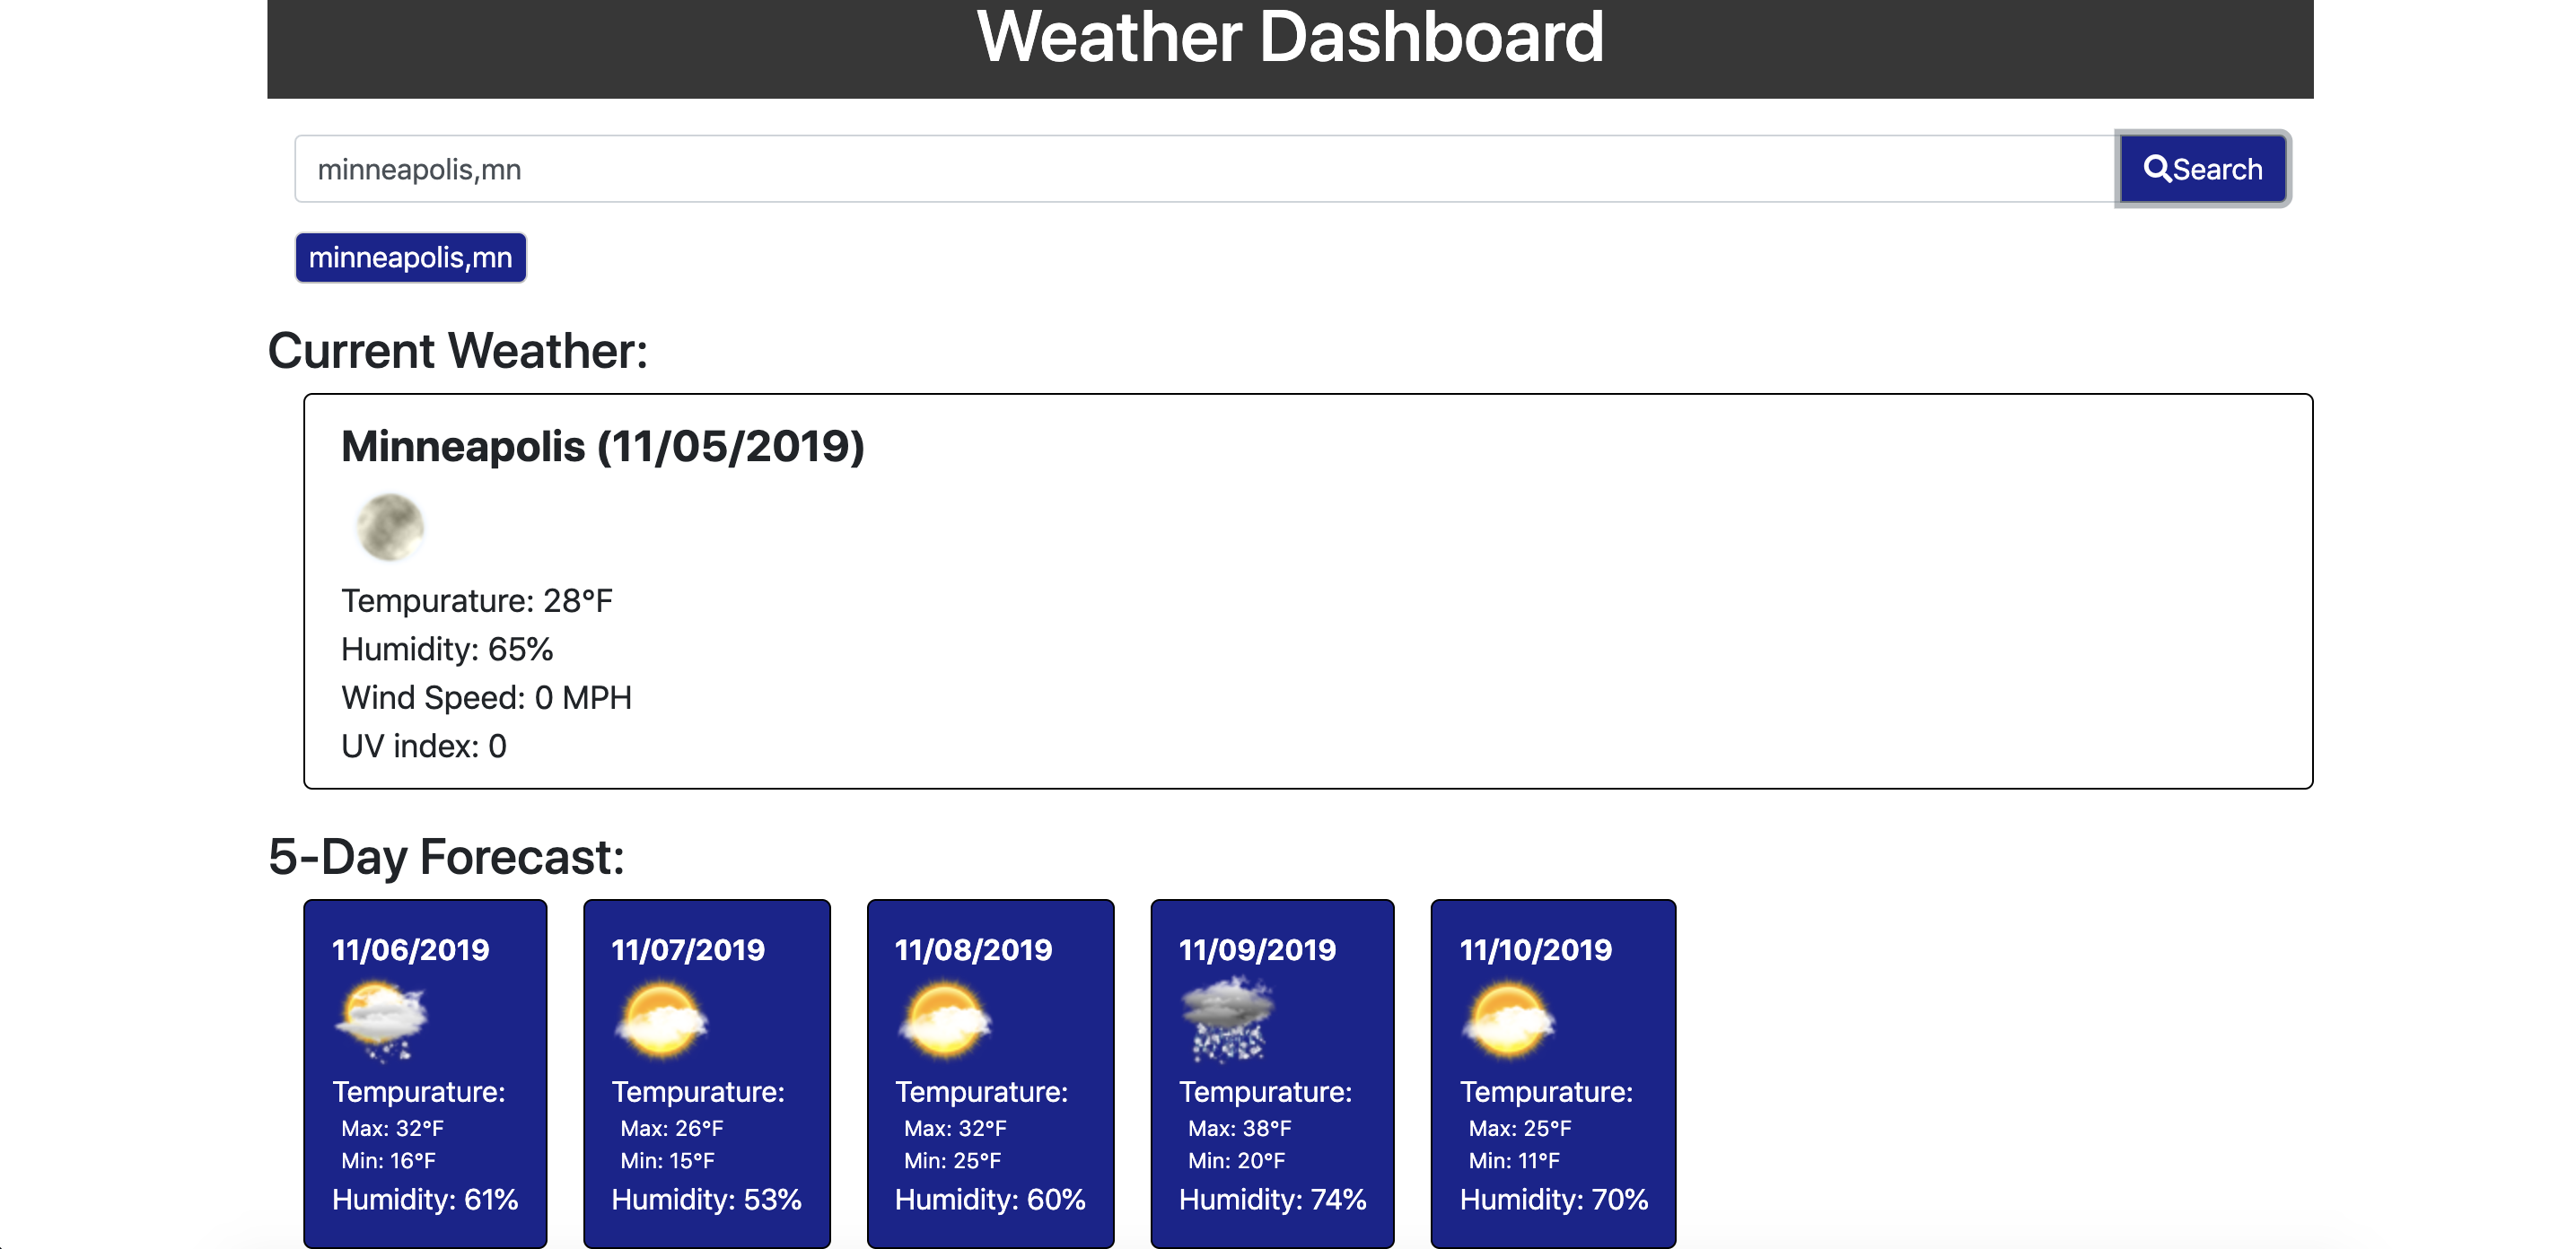 Weather Dashboard
minneapolis,mn
Search
minneapolis,mn
Current Weather:
Minneapolis (11/05/2019)
Tempurature: 28°F
Humidity: 65%
Wind Speed: 0 MPH
UV index: 0
5-Day Forecast:
11/06/2019
Tempurature:
Max: 32°F
Min: 16°F
Humidity: 61%
11/07/2019
Tempurature:
Max: 26°F
Min: 15°F
Humidity: 53%
11/08/2019
Tempurature:
Max: 32°F
Min: 25°F
Humidity: 60%
11/09/2019
Tempurature:
Max: 38°F
Min: 20°F
Humidity: 74%
11/10/2019
Tempurature:
Max: 25°F
Min: 11°F
Humidity: 70%